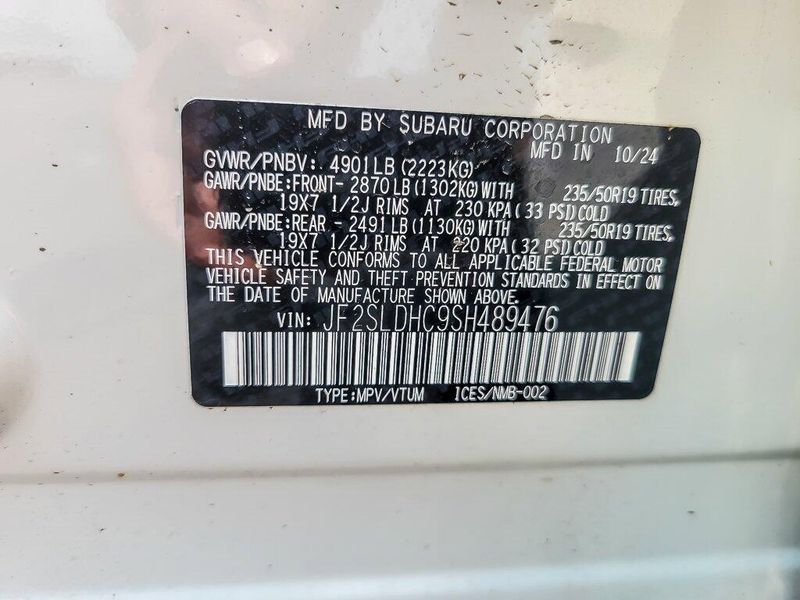 MFD BY SUBARU CORPORATION
MFD IN 10/24
GVWR/PNBV: 4901LB (2223KG)
GAWR/PNBE:FRONT- 2870LB(1302KG)WITH 235/50R19 TIRES,
19X7 1/2J RIMS AT 230 KPA( 33 PSI)COLD
GAWR/PNBE:REAR - 2491LB(1130KG)WITH 235/50R19 TIRES,
19X7 1/2J RIMS AT 220 KPA( 32 PSI)COLD
THIS VEHICLE CONFORMS TO ALL APPLICABLE FEDERAL MOTOR
VEHICLE SAFETY AND THEFT PREVENTION STANDARDS IN EFFECT ON
THE DATE OF MANUFACTURE SHOWN ABOVE.
VIN: JF2SLDHC9SH489476
TYPE:MPV/VTUM ICES/NMB-002